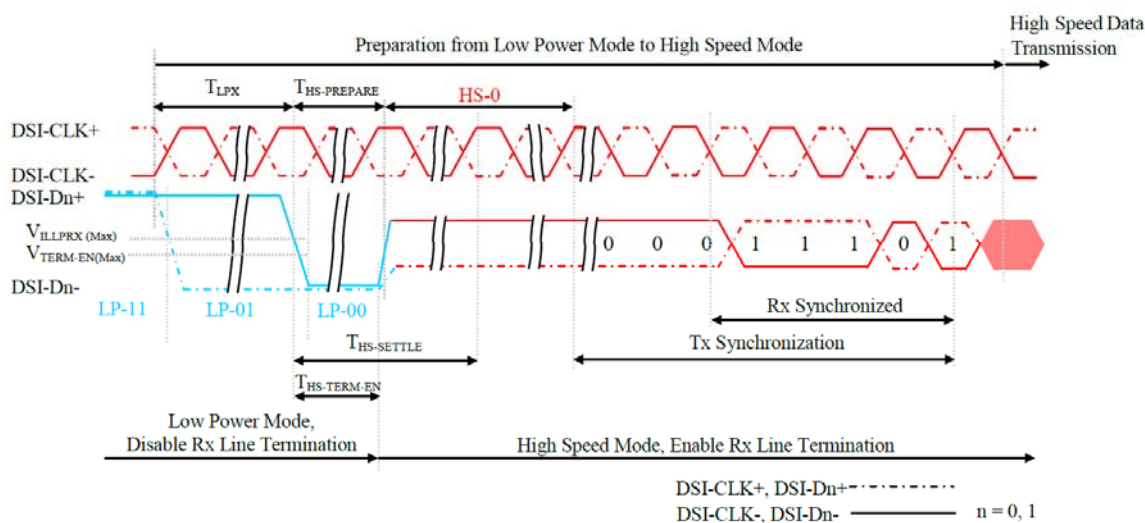 High Speed Data
Transmission
Preparation from Low Power Mode to High Speed Mode
TLPX
THS-PREPARE
HS-0
DSI-CLK+
DSI-CLK-
DSI-Dn+
VILLPRX (Max)
VTERM-EN(Max)
DSI-Dn-
0 0 0 1 1 1 0 1
LP-11
LP-01
LP-00
Rx Synchronized
THS-SETTLE
Tx Synchronization
THS-TERM-EN
Low Power Mode,
Disable Rx Line Termination
High Speed Mode, Enable Rx Line Termination
DSI-CLK+, DSI-Dn+
DSI-CLK-, DSI-Dn-
n = 0, 1